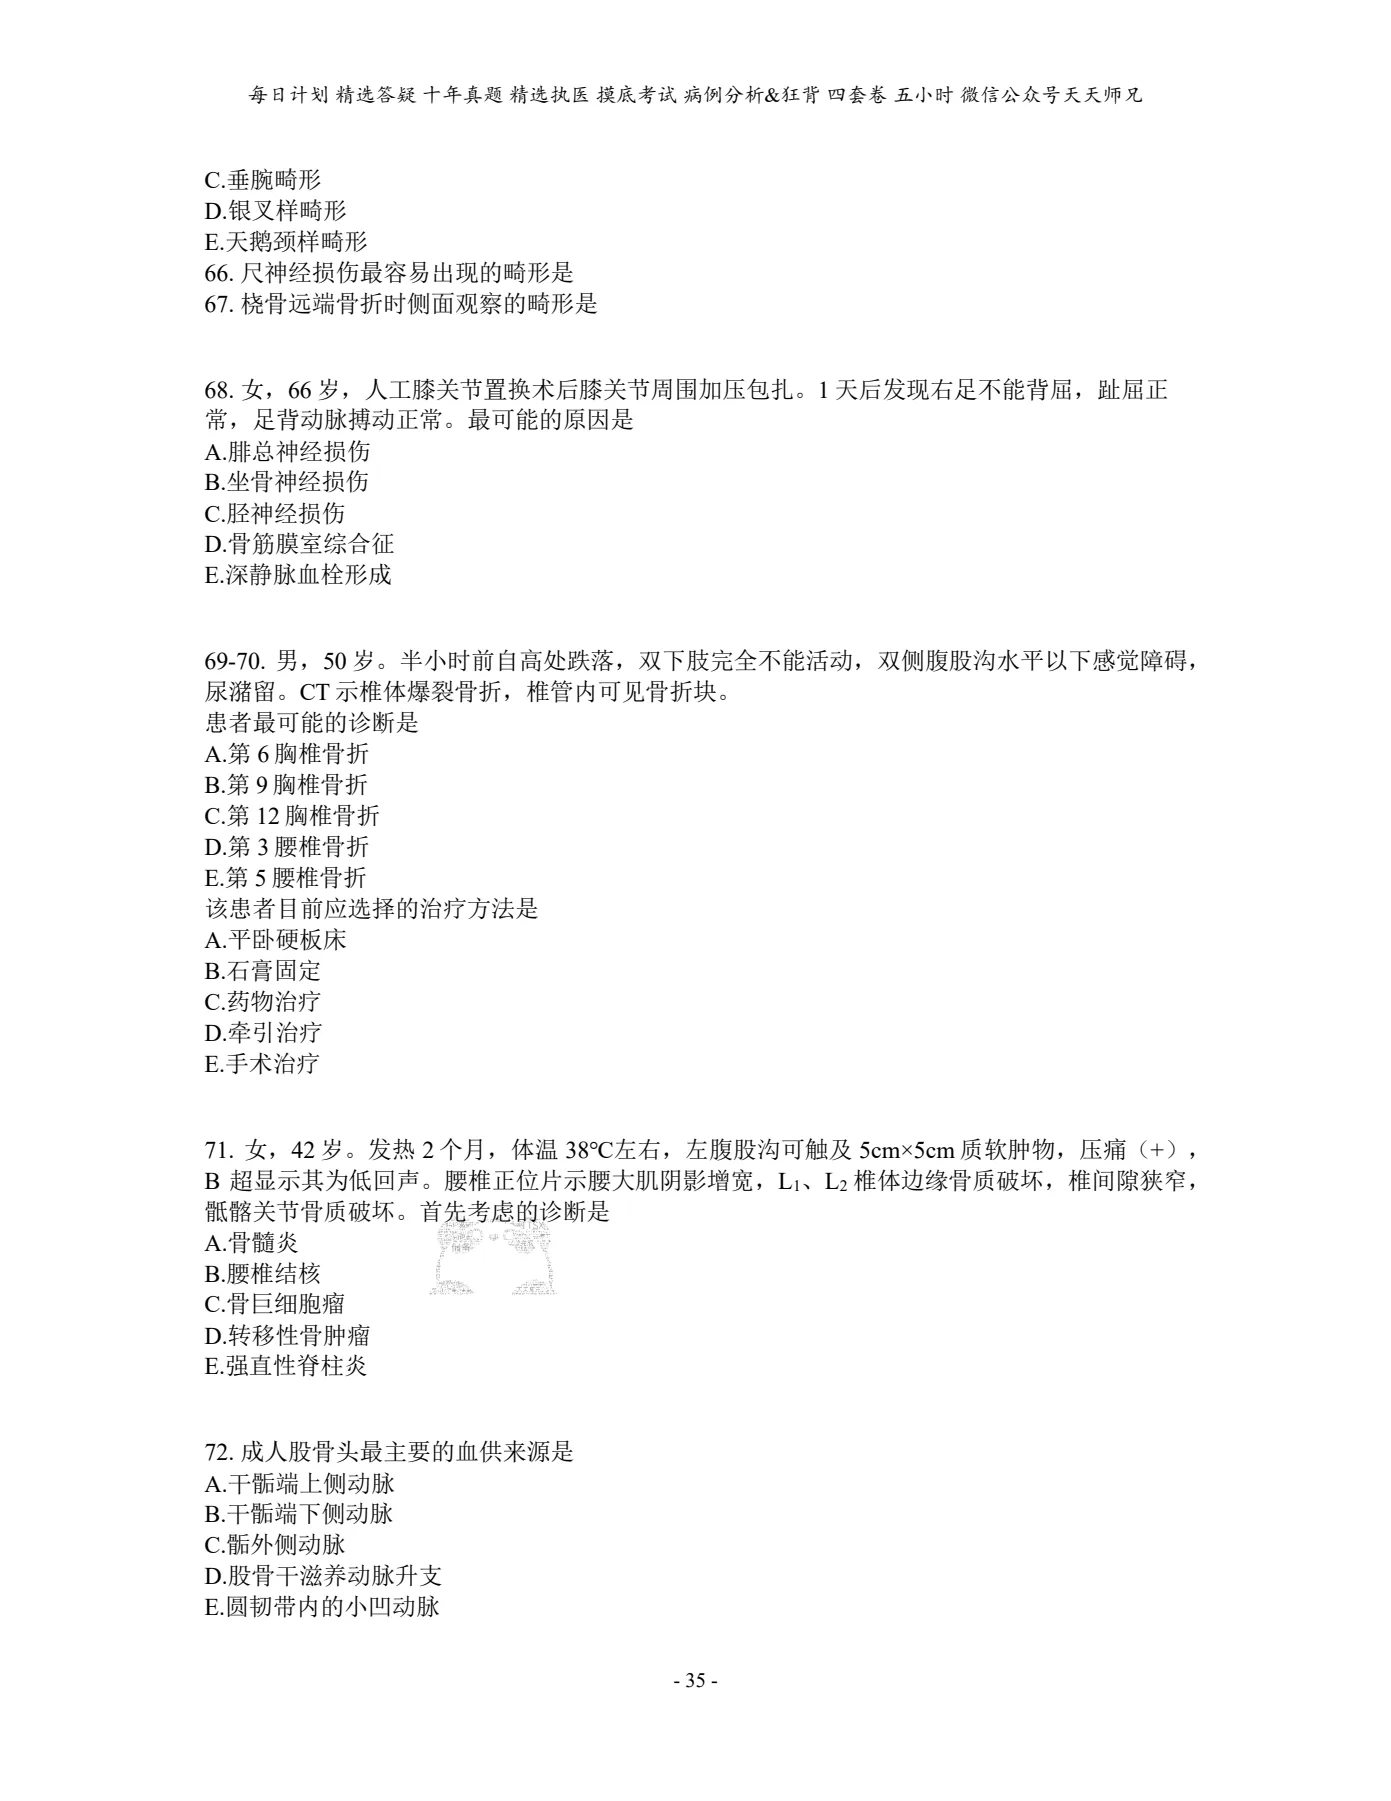 每日计划 精选答疑 十年真题 精选执医 摸底考试 病例分析&狂背 四套卷 五小时 微信公众号天天师兄
C.垂腕畸形
D.银叉样畸形
E.天鹅颈样畸形
66. 尺神经损伤最容易出现的畸形是
67. 桡骨远端骨折时侧面观察的畸形是
68. 女，66 岁，人工膝关节置换术后膝关节周围加压包扎。1 天后发现右足不能背屈，趾屈正
常，足背动脉搏动正常。最可能的原因是
A.腓总神经损伤
B.坐骨神经损伤
C.胫神经损伤
D.骨筋膜室综合征
E.深静脉血栓形成
69-70. 男，50 岁。半小时前自高处跌落，双下肢完全不能活动，双侧腹股沟水平以下感觉障碍，
尿潴留。CT 示椎体爆裂骨折，椎管内可见骨折块。
患者最可能的诊断是
A.第 6 胸椎骨折
B.第 9 胸椎骨折
C.第 12 胸椎骨折
D.第 3 腰椎骨折
E.第 5 腰椎骨折
该患者目前应选择的治疗方法是
A.平卧硬板床
B.石膏固定
C.药物治疗
D.牵引治疗
E.手术治疗
71. 女，42 岁。发热 2 个月，体温 38℃左右，左腹股沟可触及 5cm×5cm 质软肿物，压痛（+），
B 超显示其为低回声。腰椎正位片示腰大肌阴影增宽，L₁、L₂ 椎体边缘骨质破坏，椎间隙狭窄，
骶髂关节骨质破坏。首先考虑的诊断是
A.骨髓炎
B.腰椎结核
C.骨巨细胞瘤
D.转移性骨肿瘤
E.强直性脊柱炎
72. 成人股骨头最主要的血供来源是
A.干骺端上侧动脉
B.干骺端下侧动脉
C.骺外侧动脉
D.股骨干滋养动脉升支
E.圆韧带内的小凹动脉
- 35 -